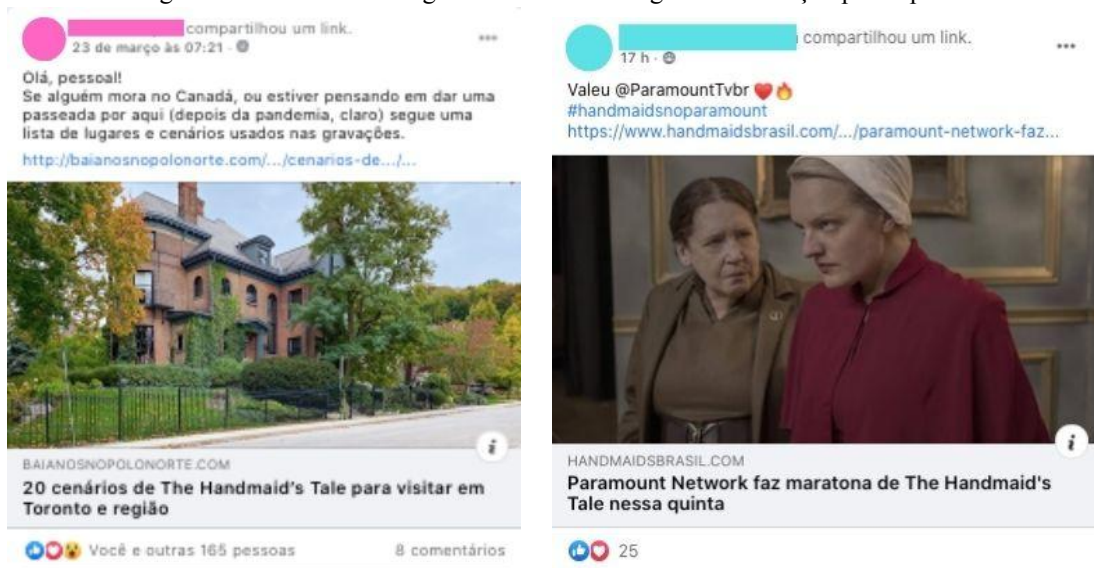 compartilhou um link.
23 de março às 07:21 ·
Olá, pessoal!
Se alguém mora no Canadá, ou estiver pensando em dar uma
passeada por aqui (depois da pandemia, claro) segue uma
lista de lugares e cenários usados nas gravações.
http://baianosnopolonorte.com/.../cenarios-de.../...
BAIANOSNOPOLONORTE.COM
20 cenários de The Handmaid's Tale para visitar em
Toronto e região
Você e outras 165 pessoas
8 comentários
compartilhou um link.
17 h ·
Valeu @ParamountTvbr ❤️🔥
#handmaidsnoparamount
https://www.handmaidsbrasil.com/.../paramount-network-faz...
HANDMAIDSBRASIL.COM
Paramount Network faz maratona de The Handmaid's
Tale nessa quinta
25